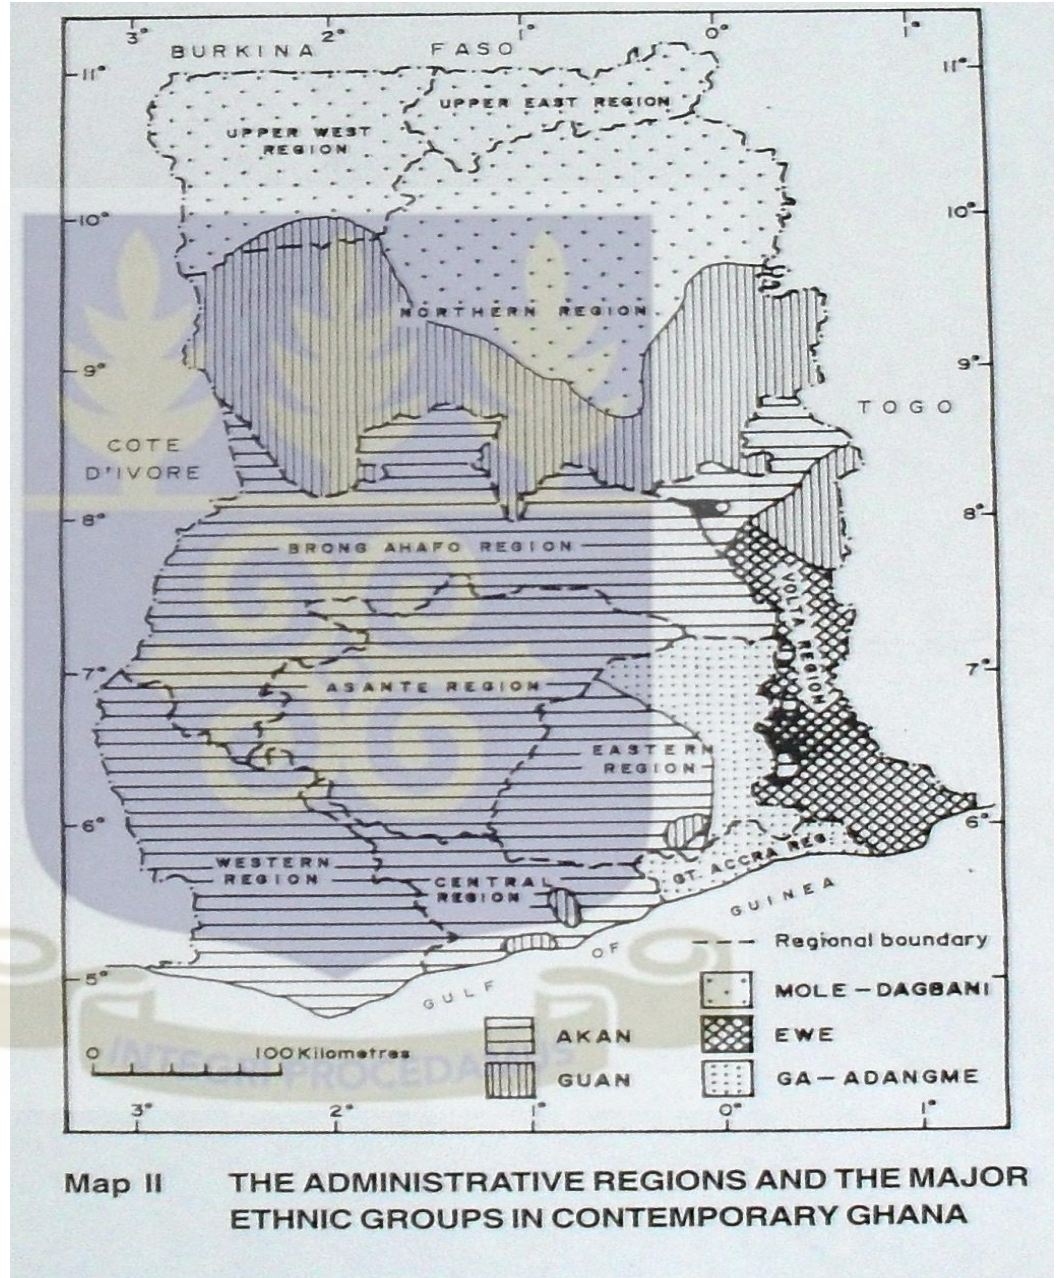 3° 2° 1° 0° 1°
BURKINA FASO
11° 11°
UPPER EAST REGION
UPPER WEST
REGION
10° 10°
NORTHERN REGION
9° 9°
TOGO
COTE
D'IVORE
8° 8°
BRONG AHAFO REGION
VOLTA REGION
7° 7°
ASANTE REGION
EASTERN
REGION
6° 6°
GT. ACCRA REG.
WESTERN
REGION
CENTRAL
REGION
GULF OF GUINEA
5°
Regional boundary
MOLE-DAGBANI
AKAN
EWE
GUAN
GA-ADANGME
0 100 Kilometres
INTEGRI PROCEDAMUS
3° 2° 1° 0° 1°
Map II THE ADMINISTRATIVE REGIONS AND THE MAJOR
ETHNIC GROUPS IN CONTEMPORARY GHANA